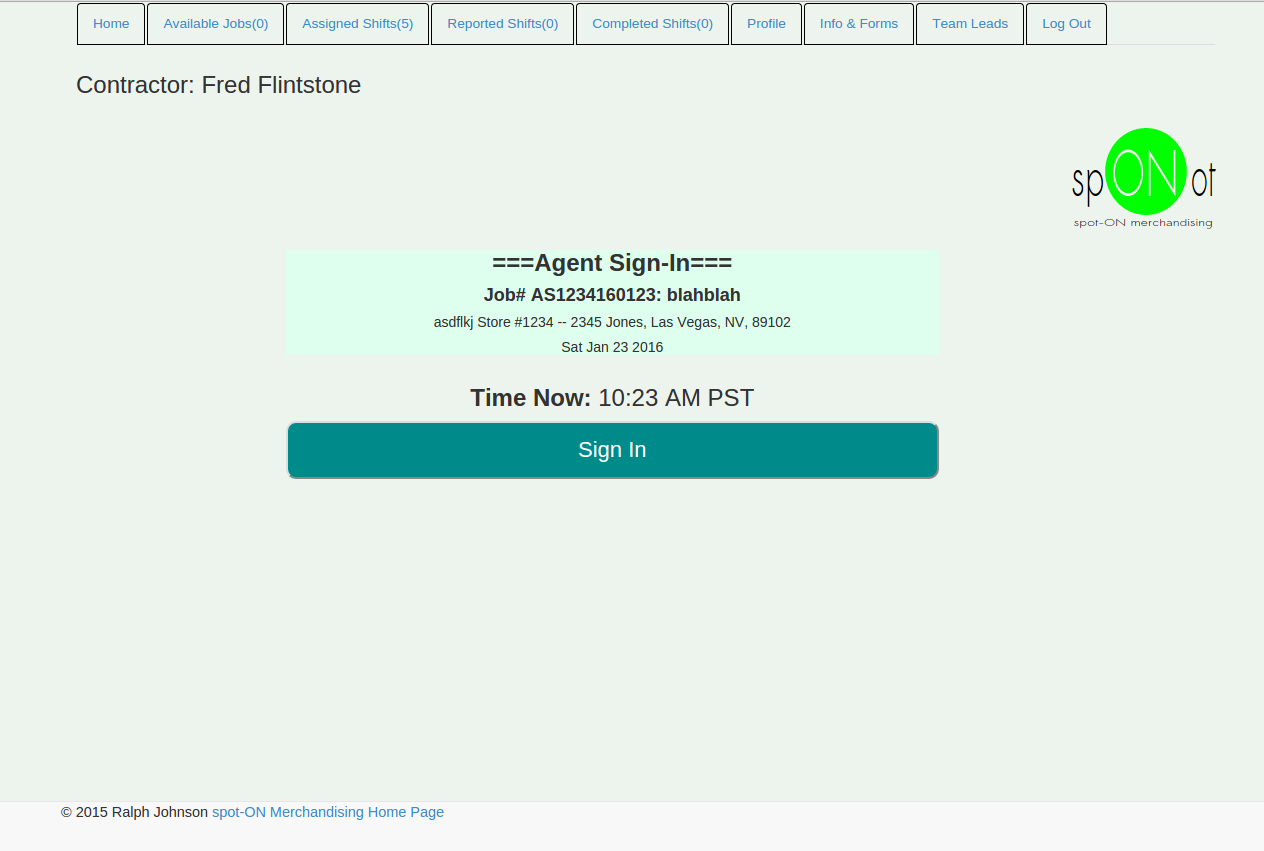 Home Available Jobs(0) Assigned Shifts(5) Reported Shifts(0) Completed Shifts(0) Profile Info & Forms Team Leads Log Out
Contractor: Fred Flintstone
spONot
spot-ON merchandising
===Agent Sign-In===
Job# AS1234160123: blahblah
asdflkj Store #1234 -- 2345 Jones, Las Vegas, NV, 89102
Sat Jan 23 2016
Time Now: 10:23 AM PST
Sign In
© 2015 Ralph Johnson spot-ON Merchandising Home Page